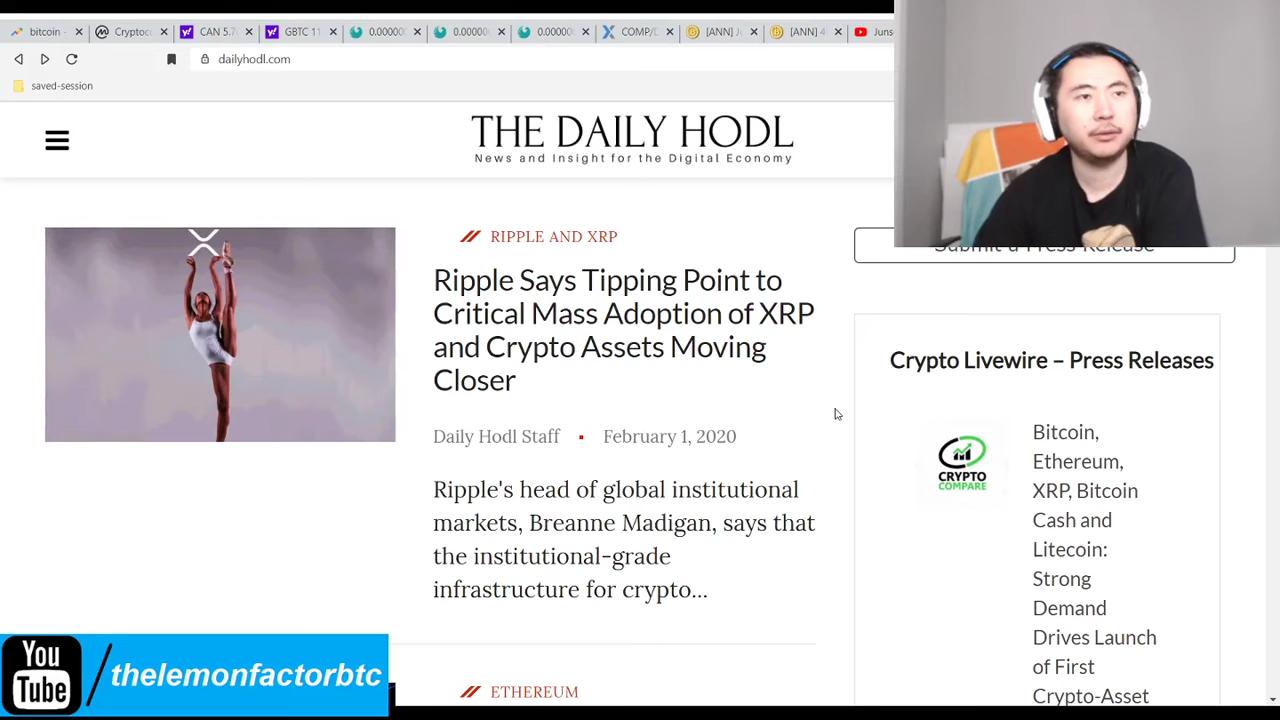 bitcoin -
Cryptoc
CAN 5.7
GBTC 11
0.00000
0.00000
0.00000
COMP/
[ANN] J
[ANN] 4
Juns
dailyhodl.com
saved-session
THE DAILY HODL
News and Insight for the Digital Economy
RIPPLE AND XRP
Ripple Says Tipping Point to
Critical Mass Adoption of XRP
and Crypto Assets Moving
Closer
Daily Hodl Staff ▪ February 1, 2020
Ripple's head of global institutional
markets, Breanne Madigan, says that
the institutional-grade
infrastructure for crypto...
ETHEREUM
Submit a Press Release
Crypto Livewire – Press Releases
CRYPTO
COMPARE
Bitcoin,
Ethereum,
XRP, Bitcoin
Cash and
Litecoin:
Strong
Demand
Drives Launch
of First
Crypto-Asset
You
Tube
/thelemonfactorbtc